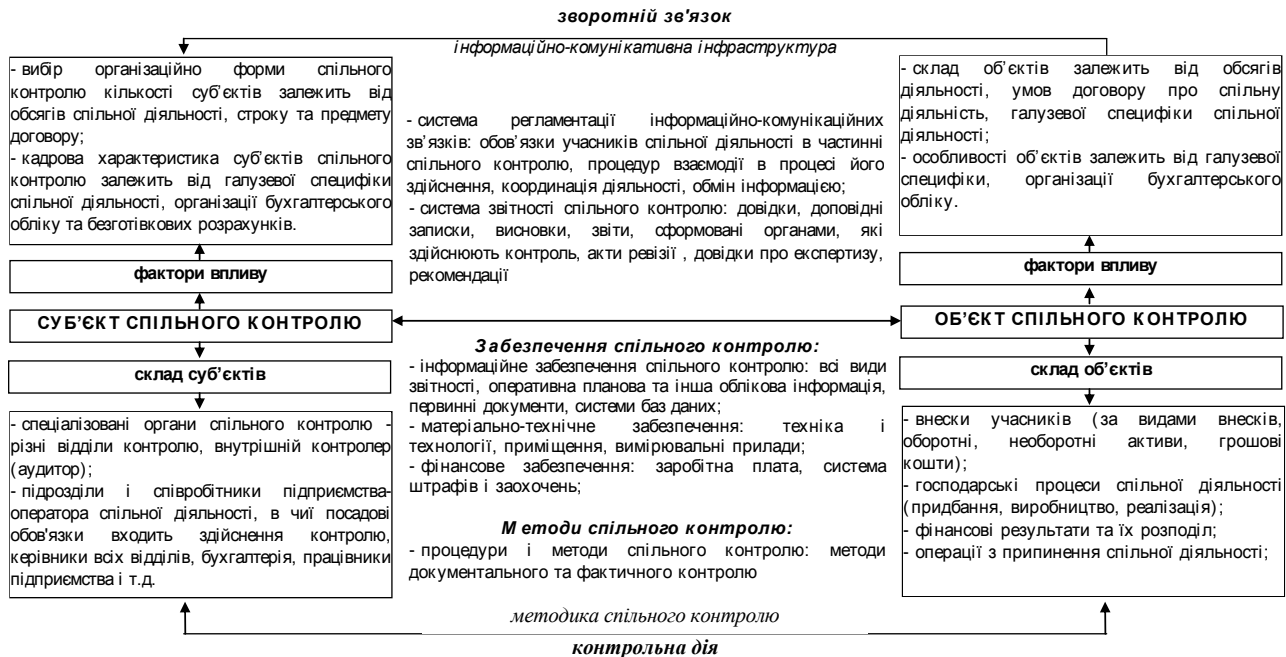 зворотній зв'язок
інформаційно-комунікативна інфраструктура
- вибір організаційно форми спільного
контролю кількості суб’єктів залежить від
обсягів спільної діяльності, строку та предмету
договору;
- кадрова характеристика суб’єктів спільного
контролю залежить від галузевої специфіки
спільної діяльності, організації бухгалтерського
обліку та безготівкових розрахунків.
фактори впливу
СУБ’ЄКТ СПІЛЬНОГО КОНТРОЛЮ
склад суб’єктів
- спеціалізовані органи спільного контролю -
різні відділи контролю, внутрішній контролер
(аудитор);
- підрозділи і співробітники підприємства-
оператора спільної діяльності, в чиї посадові
обов'язки входить здійснення контролю,
керівники всіх відділів, бухгалтерія, працівники
підприємства і т.д.
- система регламентації інформаційно-комунікаційних
зв’язків: обов’язки учасників спільної діяльності в частинні
спільного контролю, процедур взаємодії в процесі його
здійснення, координація діяльності, обмін інформацією;
- система звітності спільного контролю: довідки, доповідні
записки, висновки, звіти, сформовані органами, які
здійснюють контроль, акти ревізії , довідки про експертизу,
рекомендації
Забезпечення спільного контролю:
- інформаційне забезпечення спільного контролю: всі види
звітності, оперативна планова та інша облікова інформація,
первинні документи, системи баз даних;
- матеріально-технічне забезпечення: техніка і
технології, приміщення, вимірювальні прилади;
- фінансове забезпечення: заробітна плата, система
штрафів і заохочень;
Методи спільного контролю:
- процедури і методи спільного контролю: методи
документального та фактичного контролю
- склад об’єктів залежить від обсягів
діяльності, умов договору про спільну
діяльність, галузевої специфіки спільної
діяльності;
- особливості об’єктів залежить від галузевої
специфіки, організації бухгалтерського
обліку.
фактори впливу
ОБ’ЄКТ СПІЛЬНОГО КОНТРОЛЮ
склад об’єктів
- внески учасників (за видами внесків,
оборотні, необоротні активи, грошові
кошти);
- господарські процеси спільної діяльності
(придбання, виробництво, реалізація);
- фінансові результати та їх розподіл;
- операції з припинення спільної діяльності;
методика спільного контролю
контрольна дія